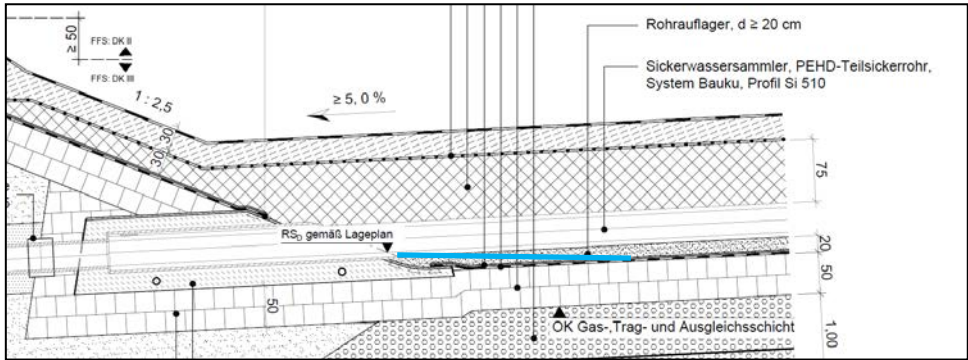 ≥ 50
FFS: DK II
FFS: DK III
1 : 2,5
30, 30
≥ 5,0 %
Rohrauflager, d ≥ 20 cm
Sickerwassersammler, PEHD-Teilsickerrohr,
System Bauku, Profil Si 510
75
RS_D gemäß Lageplan
20
50
50
OK Gas-,Trag- und Ausgleichsschicht
1,00